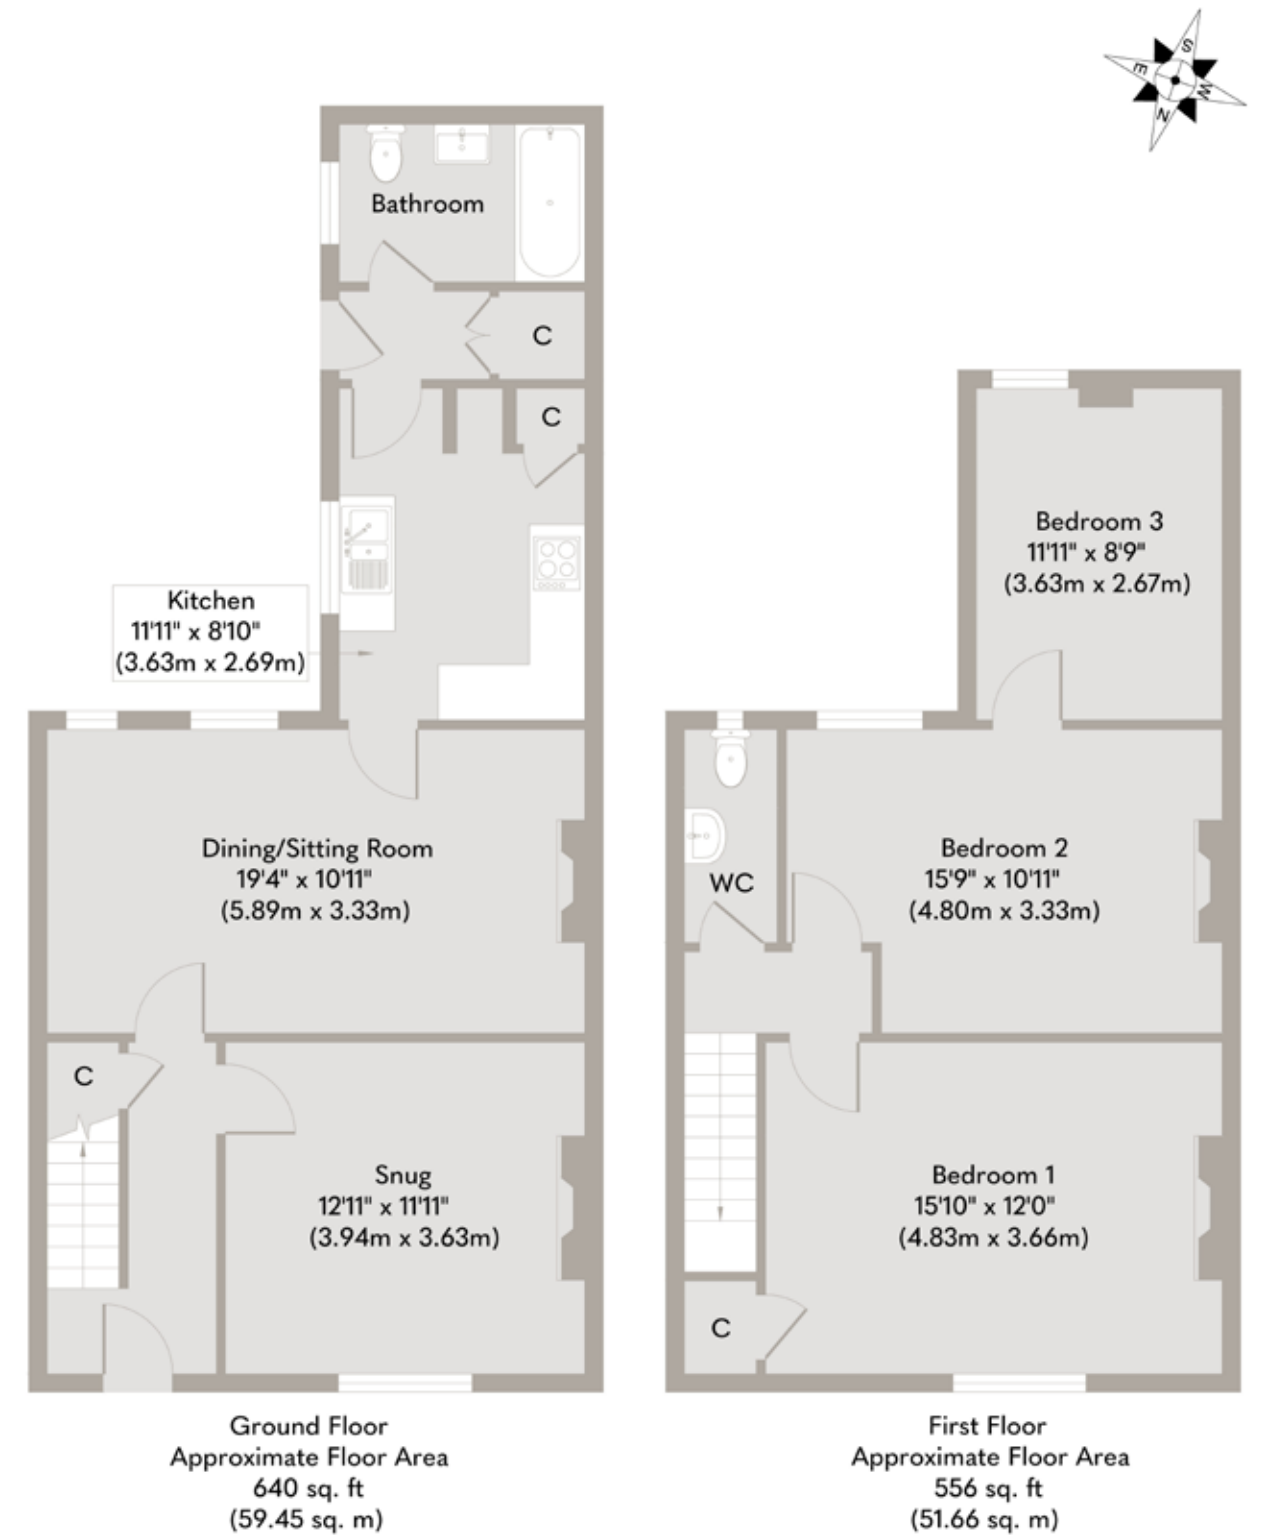 S
E
W
N
Bathroom
C
C
Kitchen
11'11" x 8'10"
(3.63m x 2.69m)
Dining/Sitting Room
19'4" x 10'11"
(5.89m x 3.33m)
C
Snug
12'11" x 11'11"
(3.94m x 3.63m)
Ground Floor
Approximate Floor Area
640 sq. ft
(59.45 sq. m)
Bedroom 3
11'11" x 8'9"
(3.63m x 2.67m)
WC
Bedroom 2
15'9" x 10'11"
(4.80m x 3.33m)
Bedroom 1
15'10" x 12'0"
(4.83m x 3.66m)
C
First Floor
Approximate Floor Area
556 sq. ft
(51.66 sq. m)